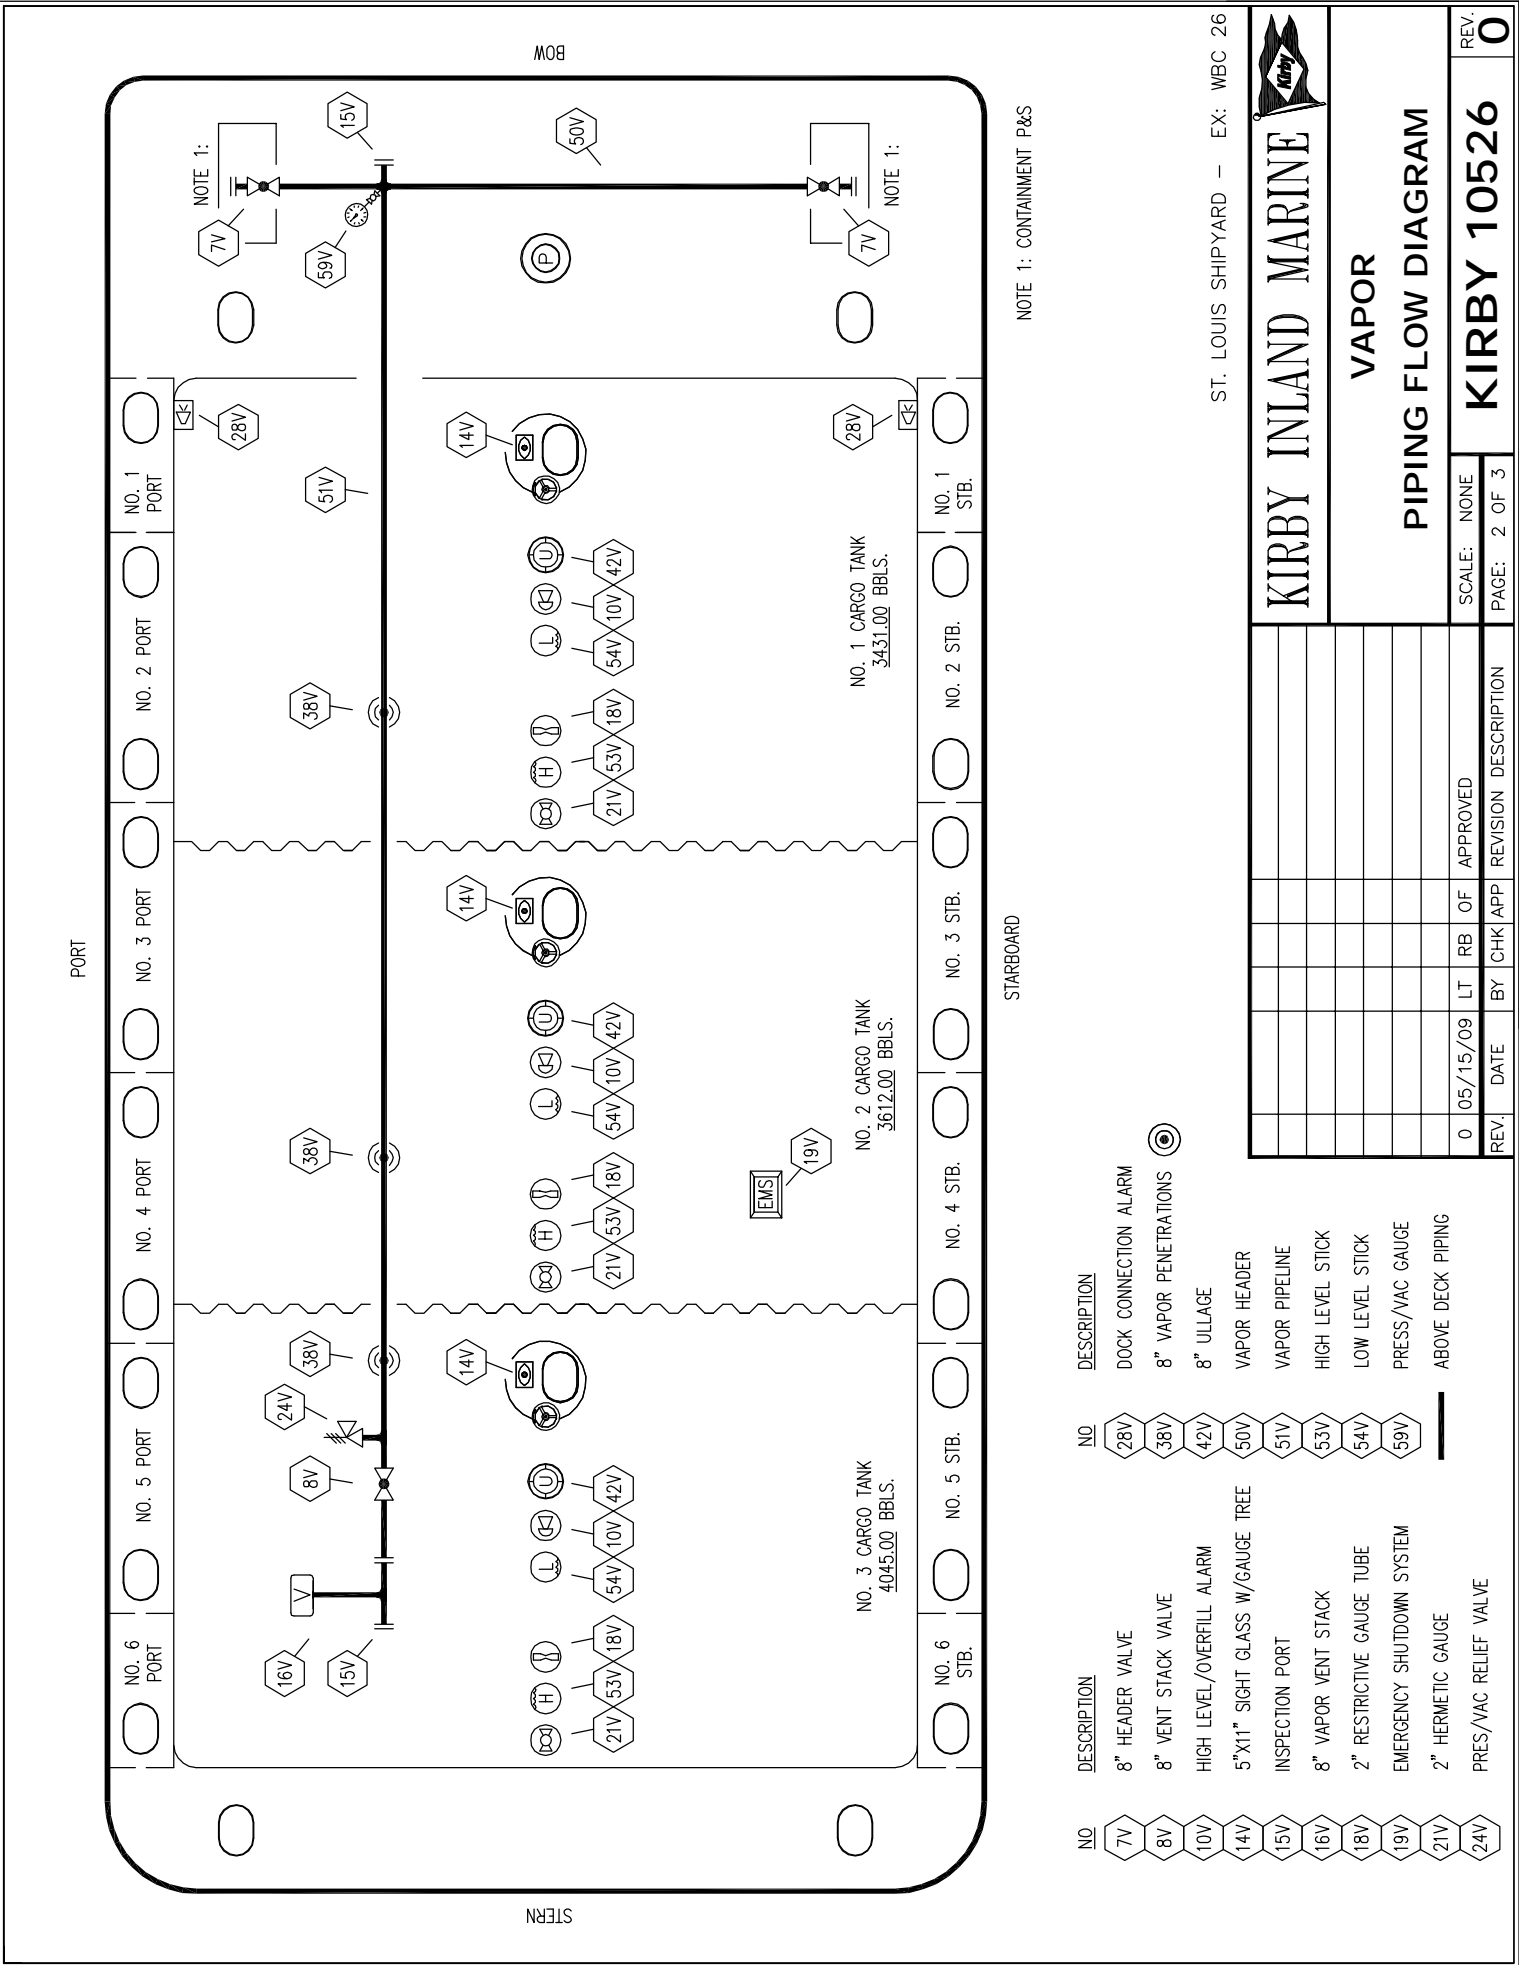 PORT
STERN
BOW
STARBOARD
NO. 6
PORT
NO. 5 PORT
NO. 4 PORT
NO. 3 PORT
NO. 2 PORT
NO. 1
PORT
16V
15V
8V
24V
38V
38V
38V
51V
28V
59V
7V
NOTE 1:
15V
50V
P
V
14V
14V
14V
21V
53V
18V
54V
10V
42V
H
L
U
21V
53V
18V
54V
10V
42V
H
L
U
21V
53V
18V
54V
10V
42V
H
L
U
EMS
19V
28V
7V
NOTE 1:
NO. 3 CARGO TANK
4045.00 BBLS.
NO. 2 CARGO TANK
3612.00 BBLS.
NO. 1 CARGO TANK
3431.00 BBLS.
NO. 6
STB.
NO. 5 STB.
NO. 4 STB.
NO. 3 STB.
NO. 2 STB.
NO. 1
STB.
NOTE 1: CONTAINMENT P&S
NO DESCRIPTION
7V 8" HEADER VALVE
8V 8" VENT STACK VALVE
10V HIGH LEVEL/OVERFILL ALARM
14V 5"X11" SIGHT GLASS W/GAUGE TREE
15V INSPECTION PORT
16V 8" VAPOR VENT STACK
18V 2" RESTRICTIVE GAUGE TUBE
19V EMERGENCY SHUTDOWN SYSTEM
21V 2" HERMETIC GAUGE
24V PRES/VAC RELIEF VALVE
NO DESCRIPTION
28V DOCK CONNECTION ALARM
38V 8" VAPOR PENETRATIONS
42V 8" ULLAGE
50V VAPOR HEADER
51V VAPOR PIPELINE
53V HIGH LEVEL STICK
54V LOW LEVEL STICK
59V PRESS/VAC GAUGE
ABOVE DECK PIPING
ST. LOUIS SHIPYARD - EX: WBC 26
KIRBY INLAND MARINE
Kirby
VAPOR
PIPING FLOW DIAGRAM
0 05/15/09 LT RB OF APPROVED
REV. DATE BY CHK APP REVISION DESCRIPTION
SCALE: NONE
PAGE: 2 OF 3
KIRBY 10526
REV.
0